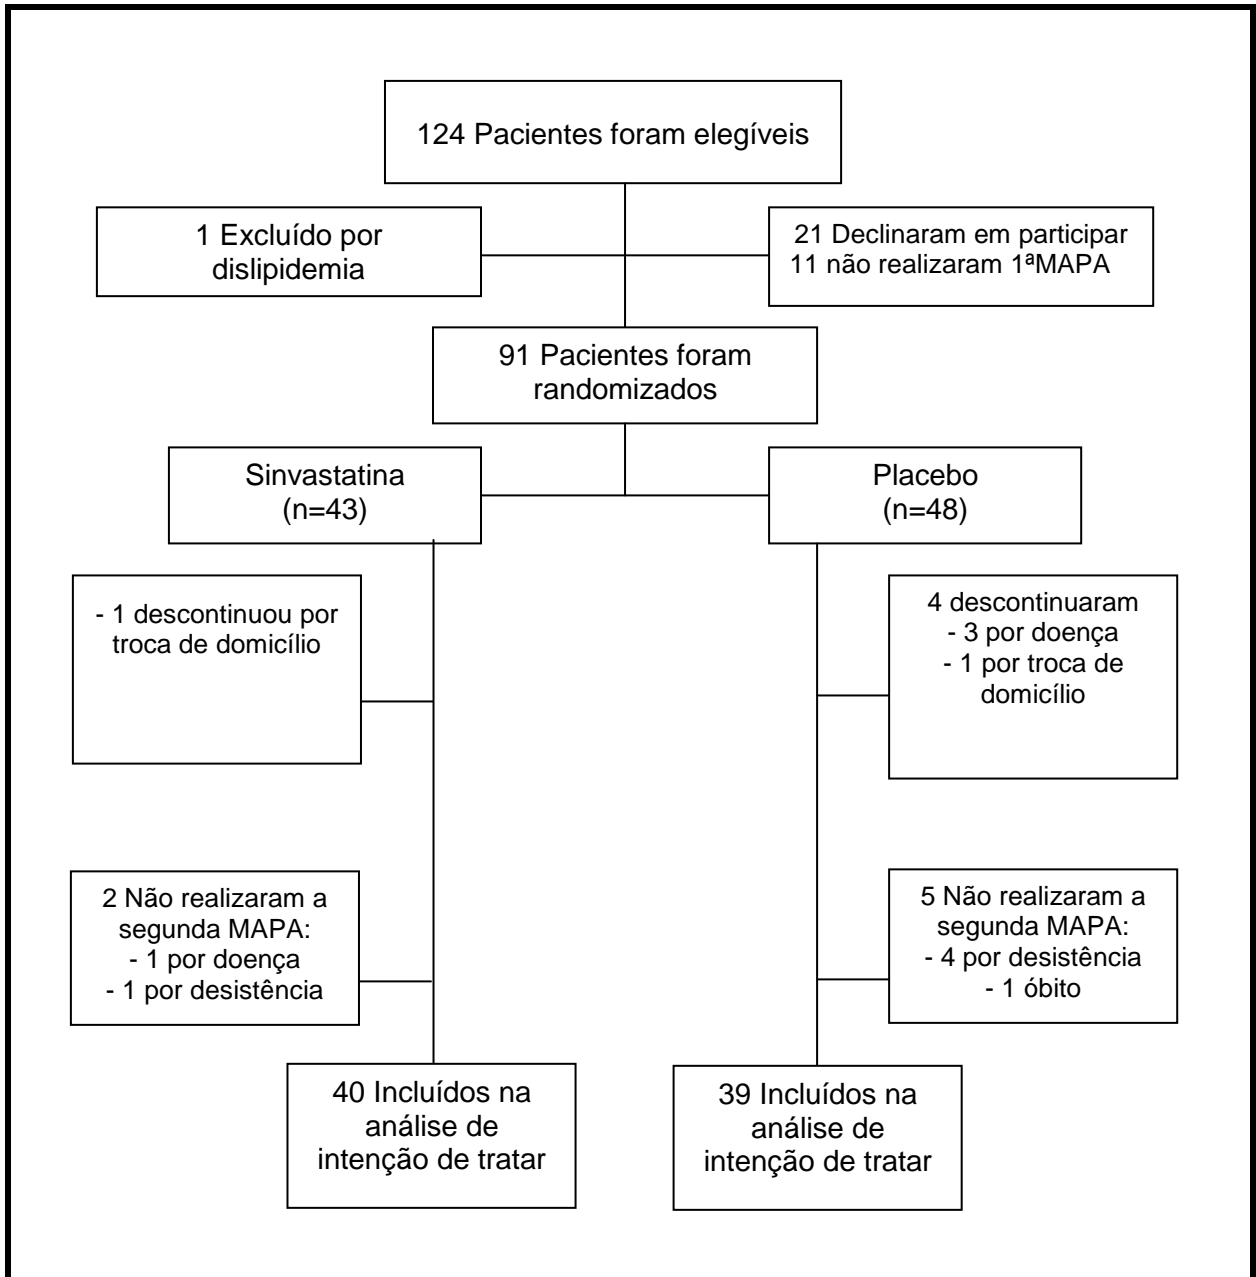 124 Pacientes foram elegíveis
1 Excluído por
dislipidemia
21 Declinaram em participar
11 não realizaram 1ªMAPA
91 Pacientes foram
randomizados
Sinvastatina
(n=43)
Placebo
(n=48)
- 1 descontinuou por
troca de domicílio
4 descontinuaram
- 3 por doença
- 1 por troca de
domicílio
2 Não realizaram a
segunda MAPA:
- 1 por doença
- 1 por desistência
5 Não realizaram a
segunda MAPA:
- 4 por desistência
- 1 óbito
40 Incluídos na
análise de
intenção de tratar
39 Incluídos na
análise de
intenção de tratar